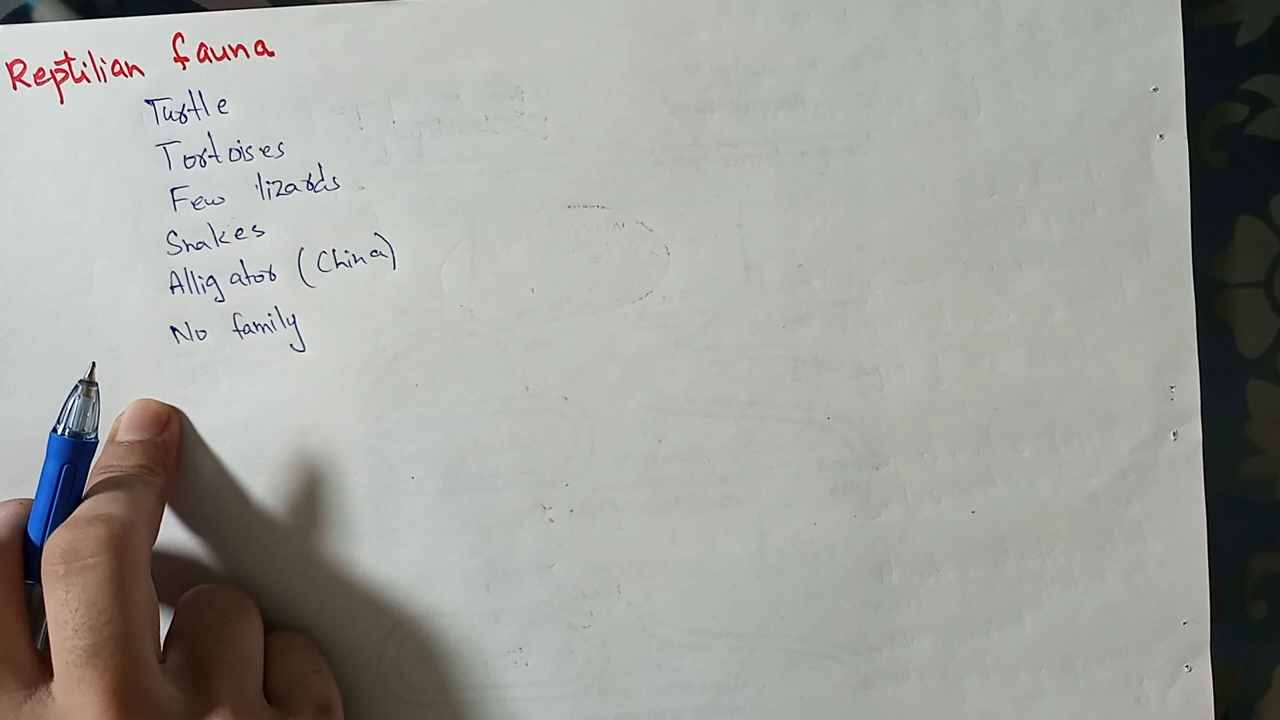 Reptilian fauna
Turtle
Tortoises
Few lizards
Snakes
Alligator (China)
No family